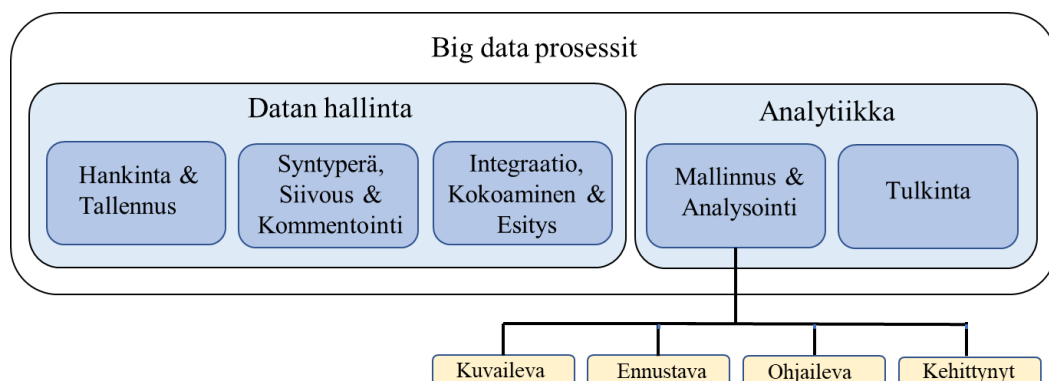 Big data prosessit
Datan hallinta
Analytiikka
Hankinta &
Tallennus
Syntyperä,
Siivous &
Kommentointi
Integraatio,
Kokoaminen &
Esitys
Mallinnus &
Analysointi
Tulkinta
Kuvaileva
Ennustava
Ohjaileva
Kehittynyt